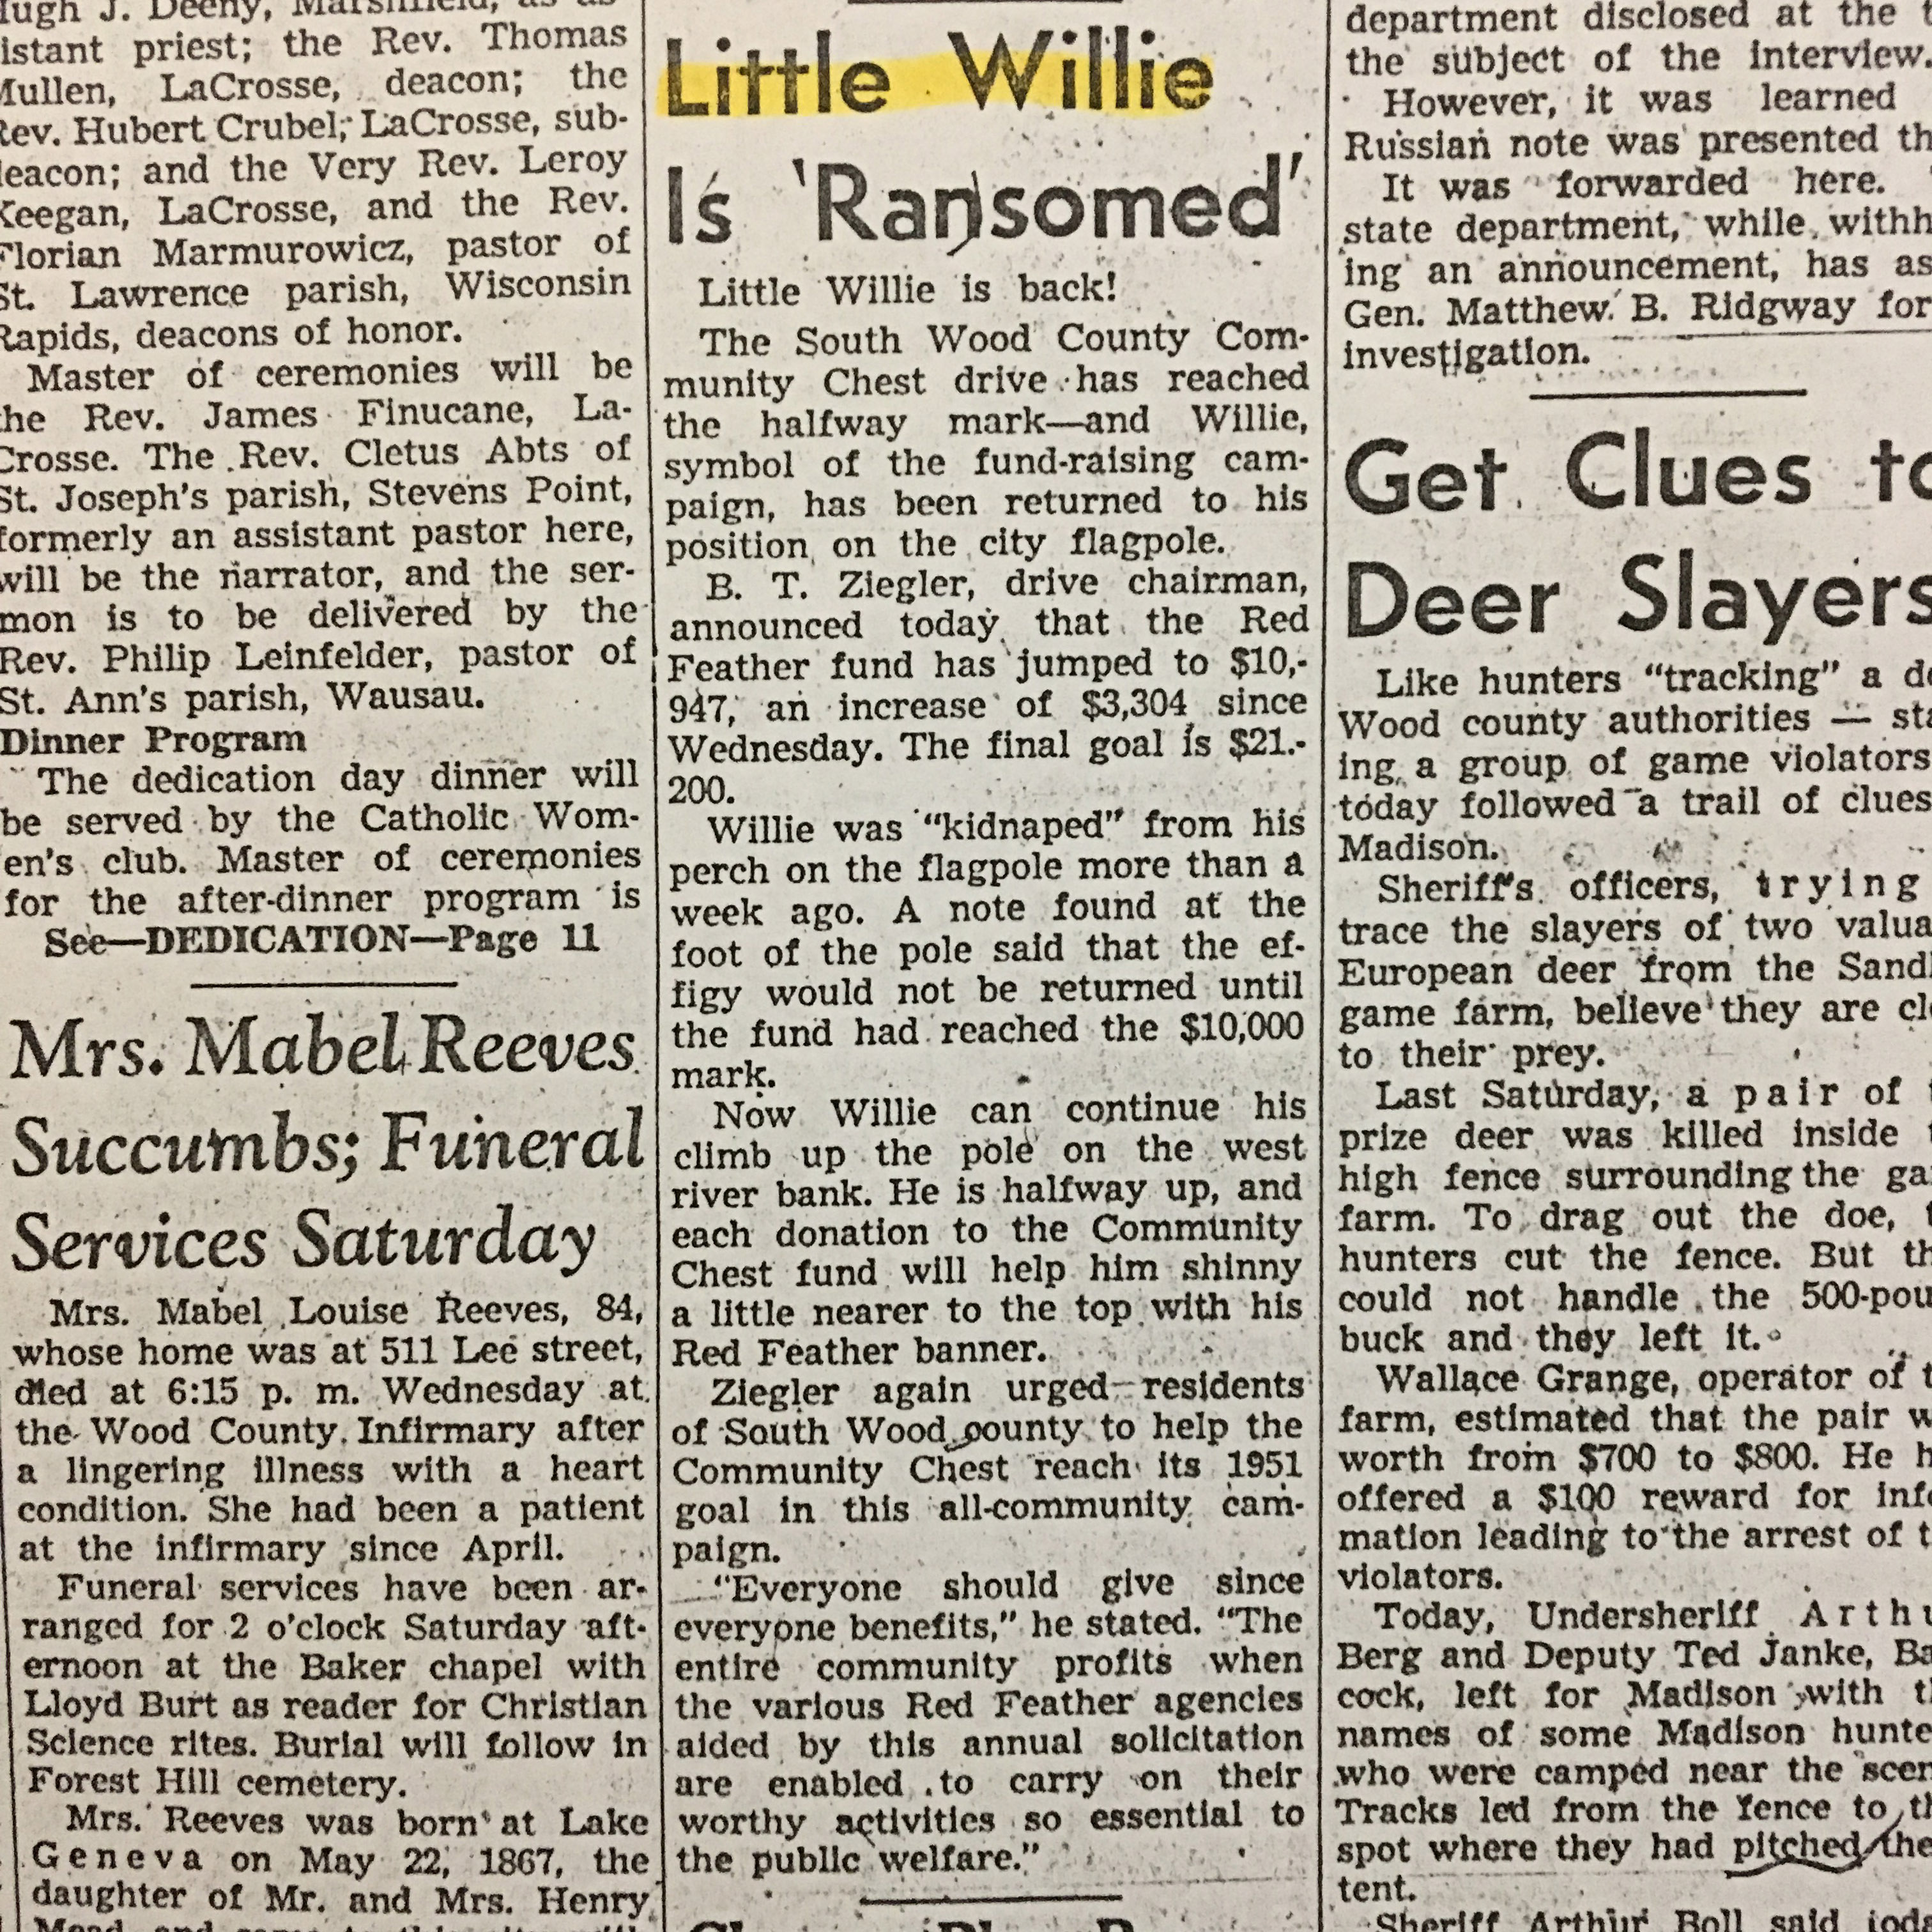 Hugh J. Deeny, Marshfield, as as-
istant priest; the Rev. Thomas
Mullen, LaCrosse, deacon; the
Rev. Hubert Crubel, LaCrosse, sub-
deacon; and the Very Rev. Leroy
Keegan, LaCrosse, and the Rev.
Florian Marmurowicz, pastor of
St. Lawrence parish, Wisconsin
Rapids, deacons of honor.
Master of ceremonies will be
the Rev. James Finucane, La-
Crosse. The Rev. Cletus Abts of
St. Joseph's parish, Stevens Point,
formerly an assistant pastor here,
will be the narrator, and the ser-
mon is to be delivered by the
Rev. Philip Leinfelder, pastor of
St. Ann's parish, Wausau.
Dinner Program
The dedication day dinner will
be served by the Catholic Wom-
en's club. Master of ceremonies
for the after-dinner program is
See—DEDICATION—Page 11
Mrs. Mabel Reeves
Succumbs; Funeral
Services Saturday
Mrs. Mabel Louise Reeves, 84,
whose home was at 511 Lee street,
died at 6:15 p. m. Wednesday at
the Wood County Infirmary after
a lingering illness with a heart
condition. She had been a patient
at the infirmary since April.
Funeral services have been ar-
ranged for 2 o'clock Saturday aft-
ernoon at the Baker chapel with
Lloyd Burt as reader for Christian
Science rites. Burial will follow in
Forest Hill cemetery.
Mrs. Reeves was born at Lake
Geneva on May 22, 1867, the
daughter of Mr. and Mrs. Henry
Little Willie
Is 'Ransomed'
Little Willie is back!
The South Wood County Com-
munity Chest drive has reached
the halfway mark—and Willie,
symbol of the fund-raising cam-
paign, has been returned to his
position on the city flagpole.
B. T. Ziegler, drive chairman,
announced today that the Red
Feather fund has jumped to $10,-
947, an increase of $3,304 since
Wednesday. The final goal is $21.-
200.
Willie was "kidnaped" from his
perch on the flagpole more than a
week ago. A note found at the
foot of the pole said that the ef-
figy would not be returned until
the fund had reached the $10,000
mark.
Now Willie can continue his
climb up the pole on the west
river bank. He is halfway up, and
each donation to the Community
Chest fund will help him shinny
a little nearer to the top with his
Red Feather banner.
Ziegler again urged residents
of South Wood county to help the
Community Chest reach its 1951
goal in this all-community cam-
paign.
"Everyone should give since
everyone benefits," he stated. "The
entire community profits when
the various Red Feather agencies
aided by this annual solicitation
are enabled to carry on their
worthy activities so essential to
the public welfare."
department disclosed at the
the subject of the interview.
However, it was learned
Russian note was presented
It was forwarded here.
state department, while withh
ing an announcement, has as
Gen. Matthew B. Ridgway for
investigation.
Get Clues to
Deer Slayers
Like hunters "tracking" a
Wood county authorities — sta
ing a group of game violators
today followed a trail of clues
Madison.
Sheriff's officers, trying
trace the slayers of two valua
European deer from the Sand
game farm, believe they are
to their prey.
Last Saturday, a pair of
prize deer was killed inside
high fence surrounding the ga
farm. To drag out the doe,
hunters cut the fence. But
could not handle the 500-pou
buck and they left it.
Wallace Grange, operator of
farm, estimated that the pair
worth from $700 to $800. He
offered a $100 reward for info
mation leading to the arrest of
violators.
Today, Undersheriff Arthu
Berg and Deputy Ted Janke, Ba
cock, left for Madison with
names of some Madison hunte
who were camped near the scen
Tracks led from the fence to
spot where they had pitched
tent.
Sheriff Arthur Boll said